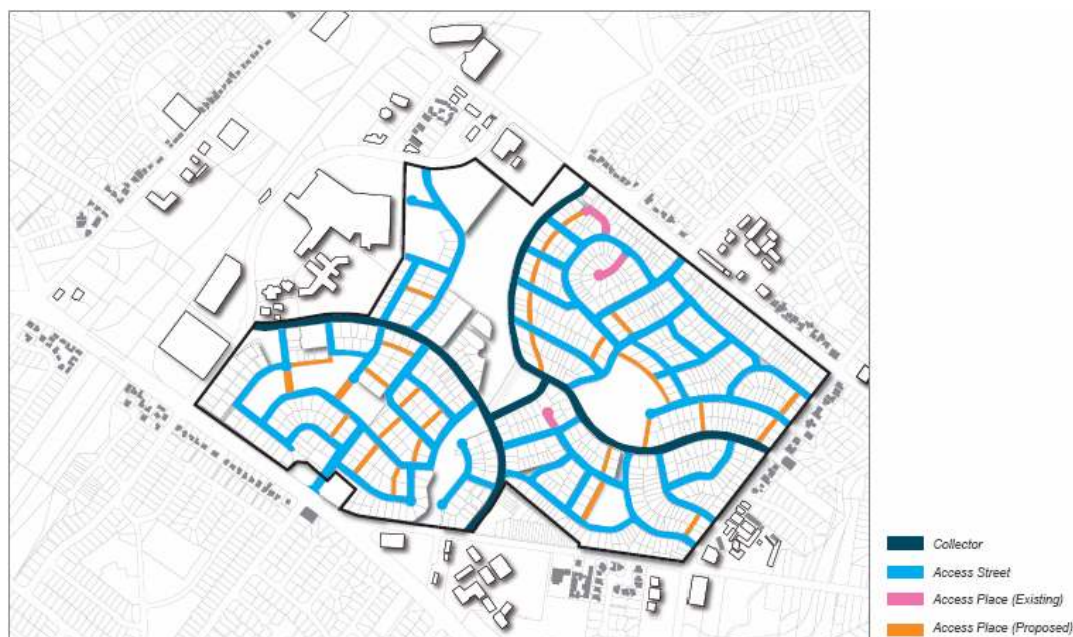 Collector
Access Street
Access Place (Existing)
Access Place (Proposed)